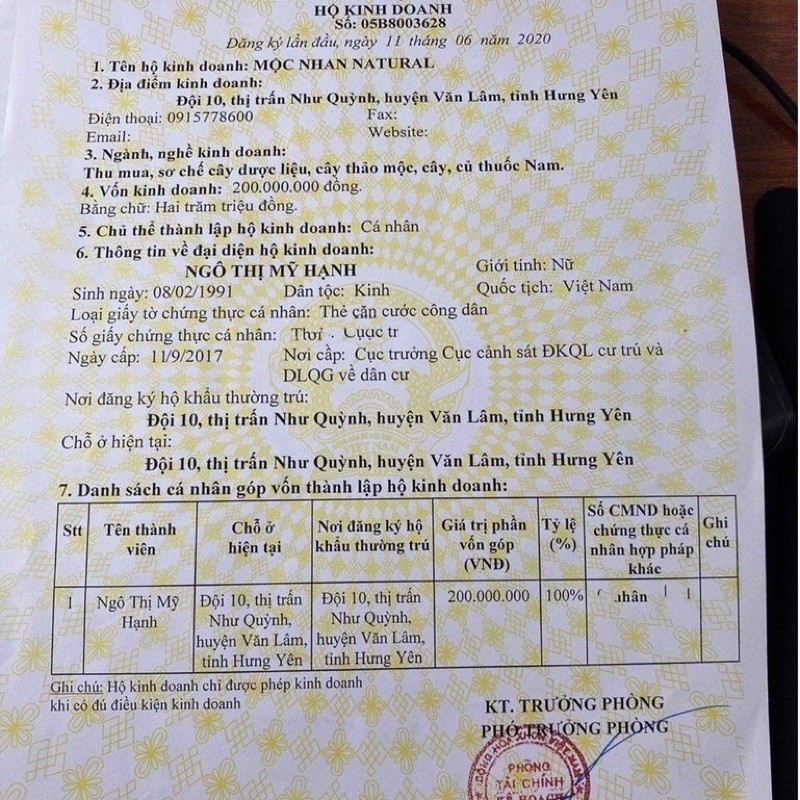 HỘ KINH DOANH
Số: 05B8003628
Đăng ký lần đầu, ngày 11 tháng 06 năm 2020
1. Tên hộ kinh doanh: MỘC NHAN NATURAL
2. Địa điểm kinh doanh:
Đội 10, thị trấn Như Quỳnh, huyện Văn Lâm, tỉnh Hưng Yên
Điện thoại: 0915778600 Fax:
Email: Website:
3. Ngành, nghề kinh doanh:
Thu mua, sơ chế cây dược liệu, cây thảo mộc, cây, củ thuốc Nam.
4. Vốn kinh doanh: 200.000.000 đồng.
Bằng chữ: Hai trăm triệu đồng.
5. Chủ thể thành lập hộ kinh doanh: Cá nhân
6. Thông tin về đại diện hộ kinh doanh:
NGÔ THỊ MỸ HẠNH Giới tính: Nữ
Sinh ngày: 08/02/1991 Dân tộc: Kinh Quốc tịch: Việt Nam
Loại giấy tờ chứng thực cá nhân: Thẻ căn cước công dân
Số giấy chứng thực cá nhân:
Ngày cấp: 11/9/2017 Nơi cấp: Cục trưởng Cục cảnh sát ĐKQL cư trú và
DLQG về dân cư
Nơi đăng ký hộ khẩu thường trú:
Đội 10, thị trấn Như Quỳnh, huyện Văn Lâm, tỉnh Hưng Yên
Chỗ ở hiện tại:
Đội 10, thị trấn Như Quỳnh, huyện Văn Lâm, tỉnh Hưng Yên
7. Danh sách cá nhân góp vốn thành lập hộ kinh doanh:
Stt
Tên thành
viên
Chỗ ở
hiện tại
Nơi đăng ký hộ
khẩu thường trú
Giá trị phần
vốn góp
(VNĐ)
Tỷ lệ
(%)
Số CMND hoặc
chứng thực cá
nhân hợp pháp
khác
Ghi
chú
1
Ngô Thị Mỹ
Hạnh
Đội 10, thị trấn
Như Quỳnh,
huyện Văn Lâm,
tỉnh Hưng Yên
Đội 10, thị trấn
Như Quỳnh,
huyện Văn Lâm,
tỉnh Hưng Yên
200.000.000
100%
Ghi chú: Hộ kinh doanh chỉ được phép kinh doanh
khi có đủ điều kiện kinh doanh
KT. TRƯỞNG PHÒNG
PHÓ TRƯỞNG PHÒNG
PHÒNG
TÀI CHÍNH